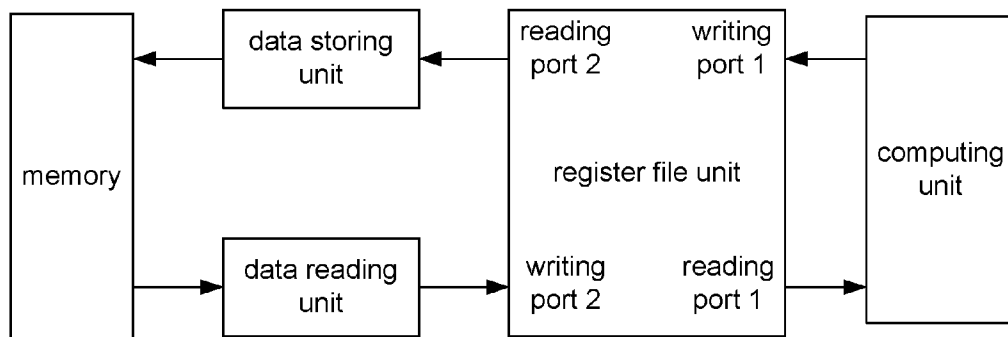 memory
data storing
unit
data reading
unit
reading
port 2
writing
port 1
register file unit
writing
port 2
reading
port 1
computing
unit